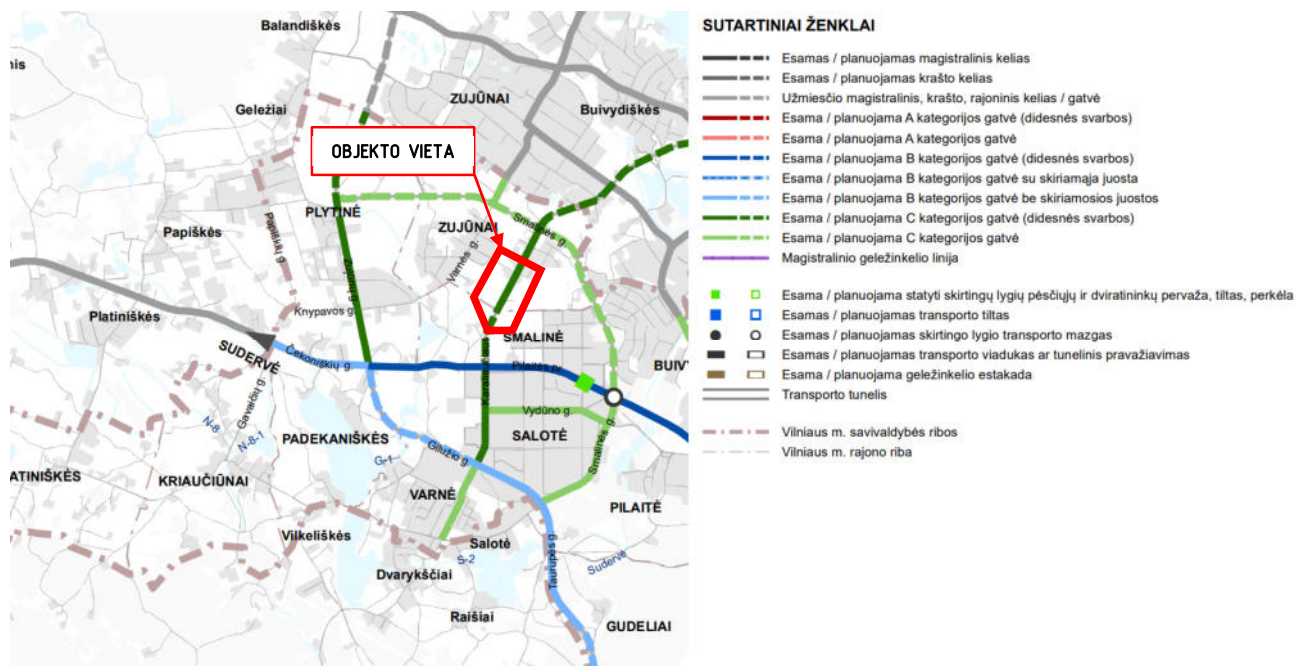 Balandiškės
nis
Geležiai
ZUJŪNAI
Buivydiškės
OBJEKTO VIETA
PLYTINĖ
Smalinės g.
Papiškės
Papiškių g.
ZUJŪNAI
Varnės g.
Zujūnų g.
Knypavos g.
Platiniškės
SMALINĖ
SUDERVĖ
Čekoniškių g.
Karaliaučiaus
Pilaitės pr.
BUIV
Gavaičių g.
Vydūno g.
N-8
N-8-1
PADEKANIŠKĖS
SALOTĖ
Smalinės g.
G-1
Gilužio g.
ATINIŠKĖS
KRIAUČIŪNAI
VARNĖ
PILAITĖ
Vilkeliškės
Salotė
S-2
Taurupės g.
Sudervė
Dvarykščiai
Raišiai
GUDELIAI
SUTARTINIAI ŽENKLAI
Esamas / planuojamas magistralinis kelias
Esamas / planuojamas krašto kelias
Užmiesčio magistralinis, krašto, rajoninis kelias / gatvė
Esama / planuojama A kategorijos gatvė (didesnės svarbos)
Esama / planuojama A kategorijos gatvė
Esama / planuojama B kategorijos gatvė (didesnės svarbos)
Esama / planuojama B kategorijos gatvė su skiriamąja juosta
Esama / planuojama B kategorijos gatvė be skiriamosios juostos
Esama / planuojama C kategorijos gatvė (didesnės svarbos)
Esama / planuojama C kategorijos gatvė
Magistralinio geležinkelio linija
Esama / planuojama statyti skirtingų lygių pėsčiųjų ir dviratininkų pervaža, tiltas, perkėla
Esamas / planuojamas transporto tiltas
Esamas / planuojamas skirtingo lygio transporto mazgas
Esamas / planuojamas transporto viadukas ar tunelinis pravažiavimas
Esama / planuojama geležinkelio estakada
Transporto tunelis
Vilniaus m. savivaldybės ribos
Vilniaus m. rajono riba